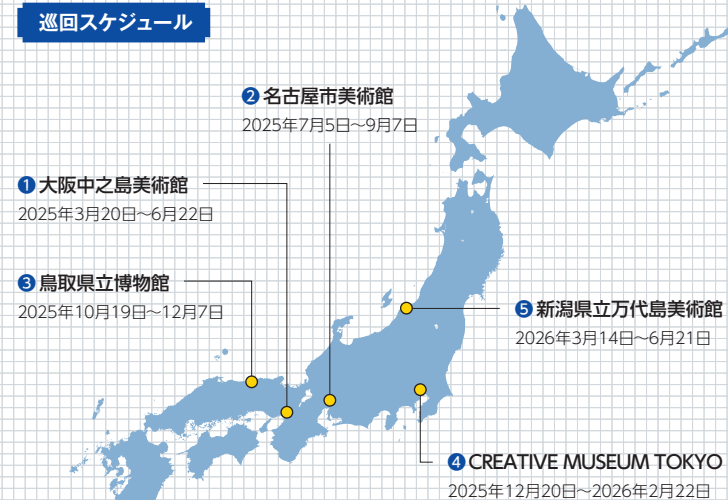 巡回スケジュール
❷ 名古屋市美術館
2025年7月5日〜9月7日
❶ 大阪中之島美術館
2025年3月20日〜6月22日
❸ 鳥取県立博物館
2025年10月19日〜12月7日
❺ 新潟県立万代島美術館
2026年3月14日〜6月21日
❹ CREATIVE MUSEUM TOKYO
2025年12月20日〜2026年2月22日